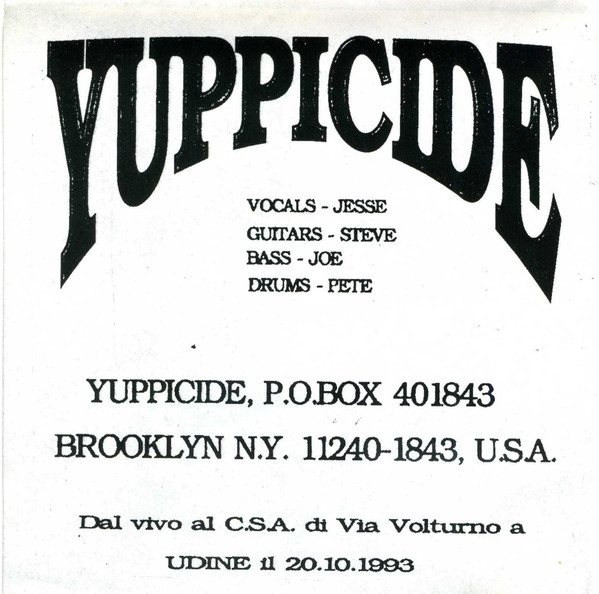 YUPPICIDE
VOCALS - JESSE
GUITARS - STEVE
BASS - JOE
DRUMS - PETE
YUPPICIDE, P.O.BOX 401843
BROOKLYN N.Y. 11240-1843, U.S.A.
Dal vivo al C.S.A. di Via Volturno a
UDINE il 20.10.1993